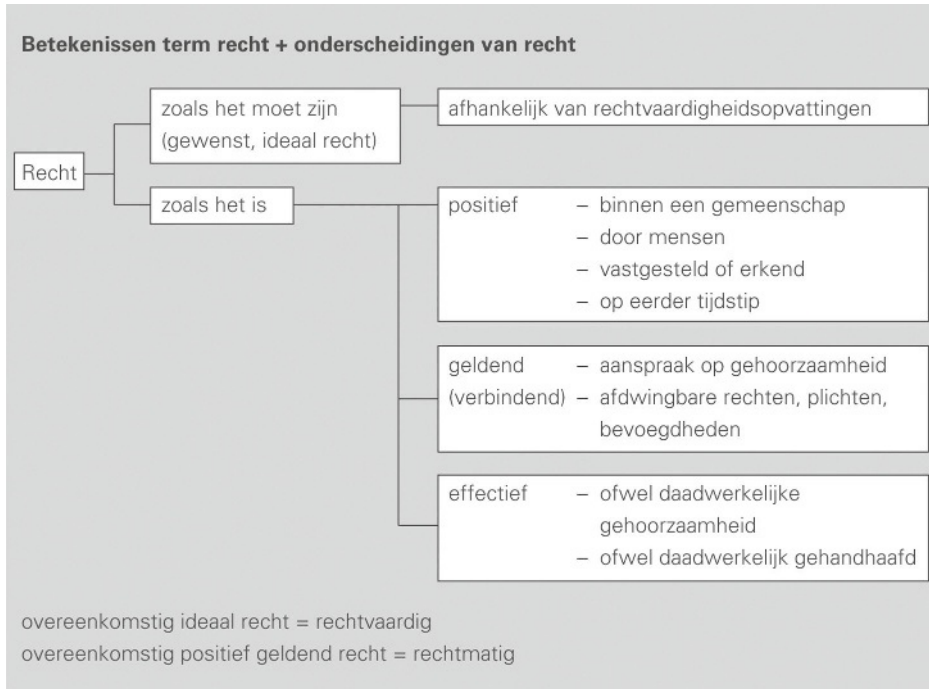 Betekenissen term recht + onderscheidingen van recht
zoals het moet zijn
(gewenst, ideaal recht)
afhankelijk van rechtvaardigheidsopvattingen
Recht
zoals het is
positief – binnen een gemeenschap
– door mensen
– vastgesteld of erkend
– op eerder tijdstip
geldend – aanspraak op gehoorzaamheid
(verbindend) – afdwingbare rechten, plichten,
bevoegdheden
effectief – ofwel daadwerkelijke
gehoorzaamheid
– ofwel daadwerkelijk gehandhaafd
overeenkomstig ideaal recht = rechtvaardig
overeenkomstig positief geldend recht = rechtmatig